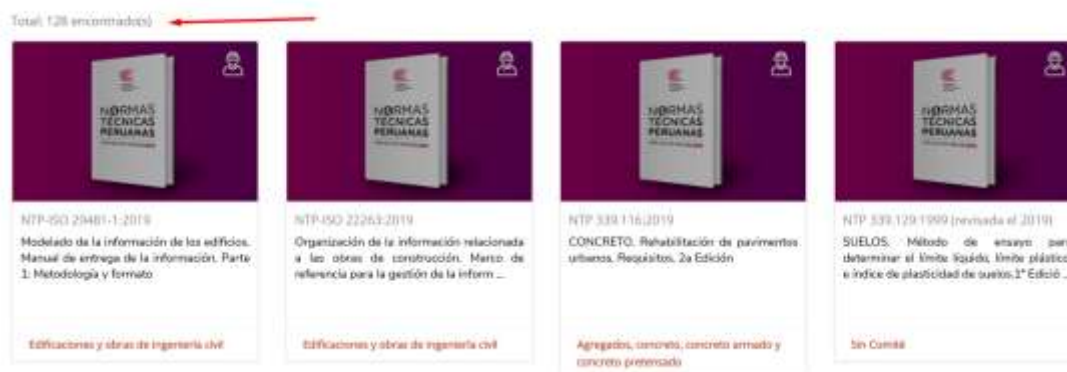 Total: 128 encontrado(s)
NORMAS
TÉCNICAS
PERUANAS
NORMAS
TÉCNICAS
PERUANAS
NORMAS
TÉCNICAS
PERUANAS
NORMAS
TÉCNICAS
PERUANAS
NTP-ISO 29481-1:2019
Modelado de la información de los edificios.
Manual de entrega de la información. Parte
1: Metodología y formato
Edificaciones y obras de ingeniería civil
NTP-ISO 22263:2019
Organización de la información relacionada
a las obras de construcción. Marco de
referencia para la gestión de la inform ...
Edificaciones y obras de ingeniería civil
NTP 339.116:2019
CONCRETO. Rehabilitación de pavimentos
urbanos. Requisitos. 2a Edición
Agregados, concreto, concreto armado y
concreto pretensado
NTP 339.129:1999 (revisada el 2019)
SUELOS. Método de ensayo par
determinar el límite líquido, límite plástico
e índice de plasticidad de suelos.1ª Edició ..
Sin Comité